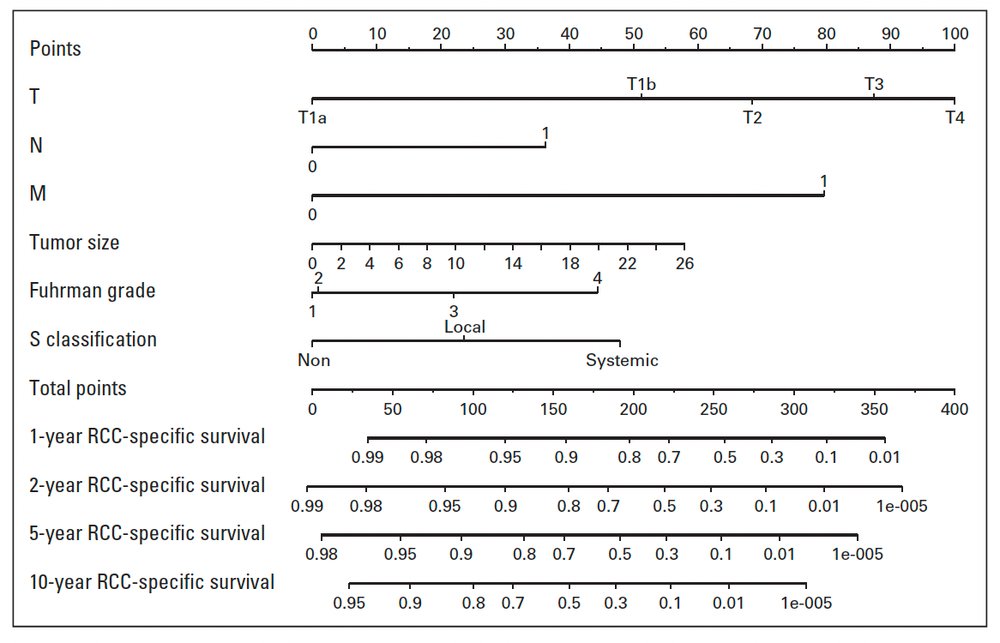 Points 0 10 20 30 40 50 60 70 80 90 100
T1b T3
T
T1a T2 T4
1
N
0
1
M
0
Tumor size
0 2 4 6 8 10 14 18 22 26
2 4
Fuhrman grade
1 3
Local
S classification
Non Systemic
Total points
0 50 100 150 200 250 300 350 400
1-year RCC-specific survival
0.99 0.98 0.95 0.9 0.8 0.7 0.5 0.3 0.1 0.01
2-year RCC-specific survival
0.99 0.98 0.95 0.9 0.8 0.7 0.5 0.3 0.1 0.01 1e-005
5-year RCC-specific survival
0.98 0.95 0.9 0.8 0.7 0.5 0.3 0.1 0.01 1e-005
10-year RCC-specific survival
0.95 0.9 0.8 0.7 0.5 0.3 0.1 0.01 1e-005